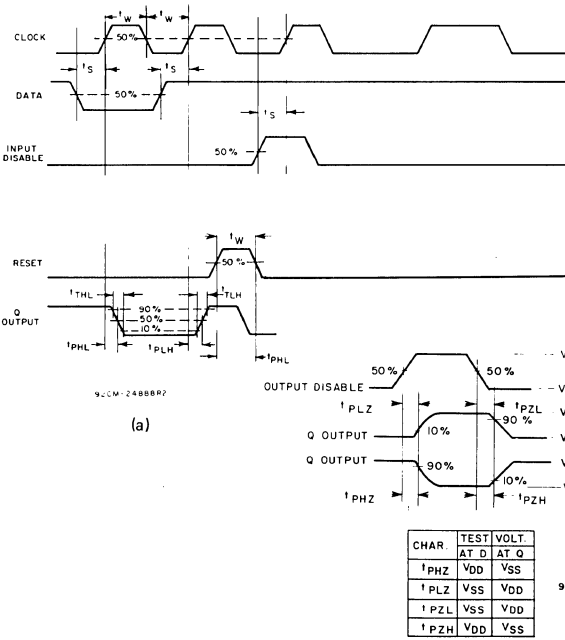 tW tW
CLOCK 50%
tS tS
DATA 50%
tS
INPUT DISABLE 50%
tW
RESET 50%
tTHL tTLH
Q OUTPUT 90% 50% 10%
tPHL tPLH tPHL
92CM-24888R2
(a)
OUTPUT DISABLE 50% 50% V
V
tPLZ tPZL
90% V
Q OUTPUT 10% V
Q OUTPUT 90% V
10%
tPHZ tPZH
CHAR. TEST VOLT.
AT D AT Q
tPHZ VDD VSS
tPLZ VSS VDD
tPZL VSS VDD
tPZH VDD VSS
9